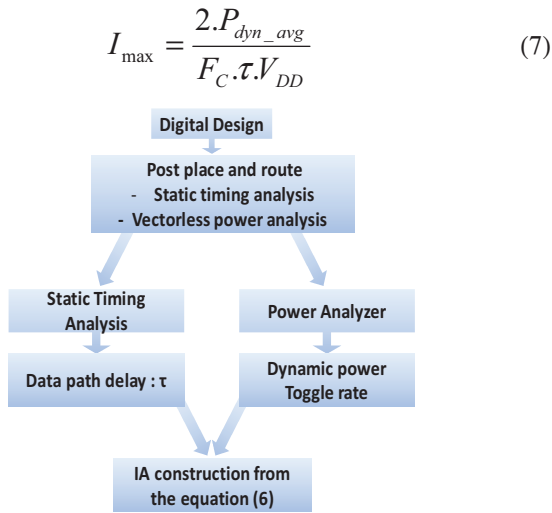 I_max = 2.P_dyn_avg / F_C.τ.V_DD (7)
Digital Design
Post place and route
- Static timing analysis
- Vectorless power analysis
Static Timing
Analysis
Power Analyzer
Data path delay : τ
Dynamic power
Toggle rate
IA construction from
the equation (6)